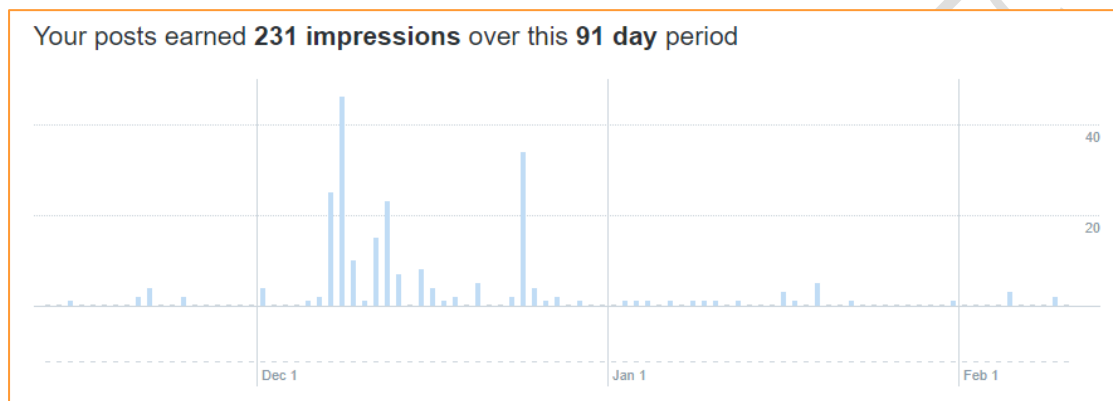 Your posts earned 231 impressions over this 91 day period
40
20
Dec 1
Jan 1
Feb 1